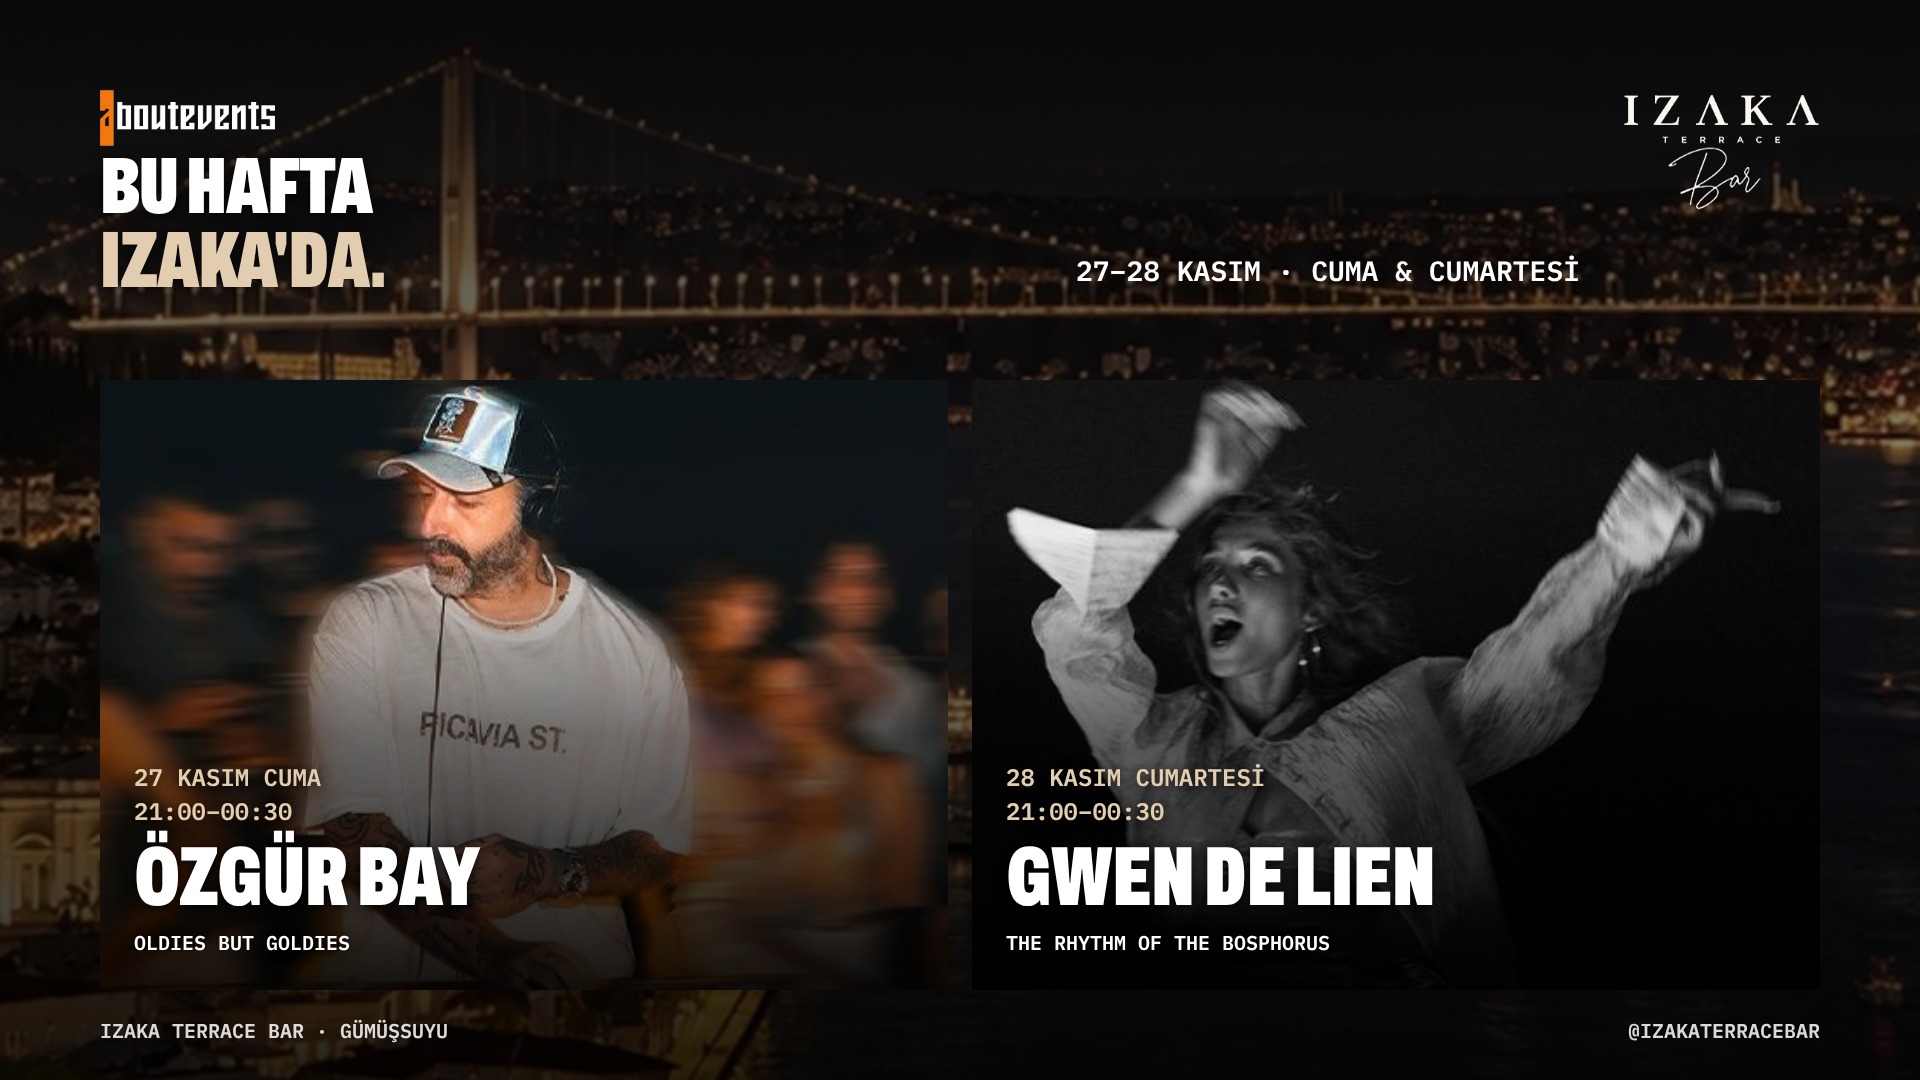 aboutevents
BU HAFTA
IZAKA'DA.
IZAKA
TERRACE
Bar
27–28 KASIM · CUMA & CUMARTESİ
PICAVIA ST.
27 KASIM CUMA
21:00–00:30
ÖZGÜR BAY
OLDIES BUT GOLDIES
28 KASIM CUMARTESİ
21:00–00:30
GWEN DE LIEN
THE RHYTHM OF THE BOSPHORUS
IZAKA TERRACE BAR · GÜMÜŞSUYU
@IZAKATERRACEBAR